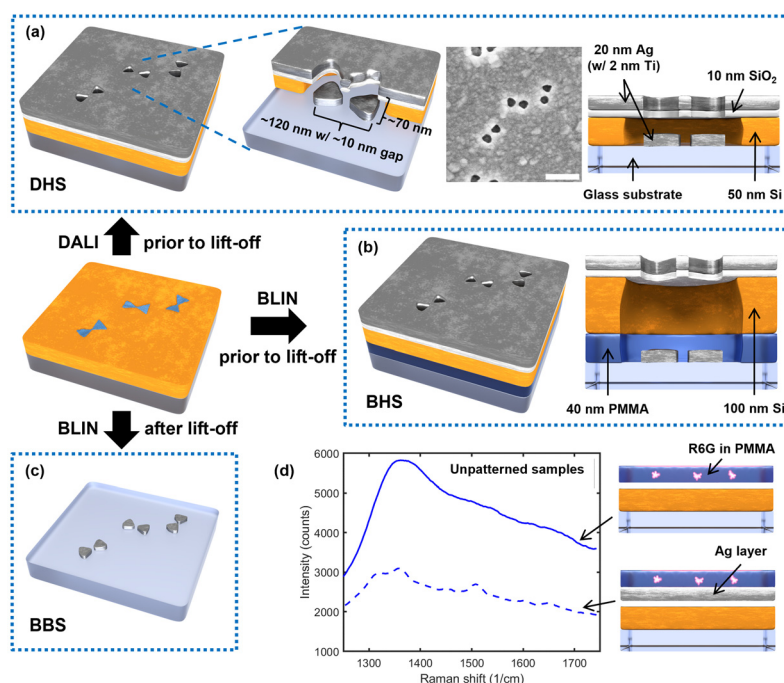 (a)
DHS
~120 nm w/ ~10 nm gap
~70 nm
20 nm Ag
(w/ 2 nm Ti)
10 nm SiO2
Glass substrate
50 nm Si
DALI
prior to lift-off
BLIN
prior to lift-off
BLIN
after lift-off
(b)
BHS
40 nm PMMA
100 nm Si
(c)
BBS
(d)
Unpatterned samples
6000
5000
4000
3000
2000
1000
Intensity (counts)
1300
1400
1500
1600
1700
Raman shift (1/cm)
R6G in PMMA
Ag layer